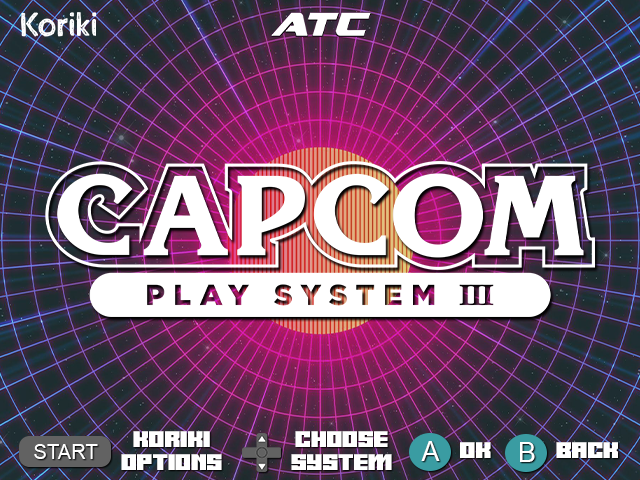 Koriki
ATC
CAPCOM
PLAY SYSTEM III
START
KORIKI
OPTIONS
CHOOSE
SYSTEM
A
OK
B
BACK